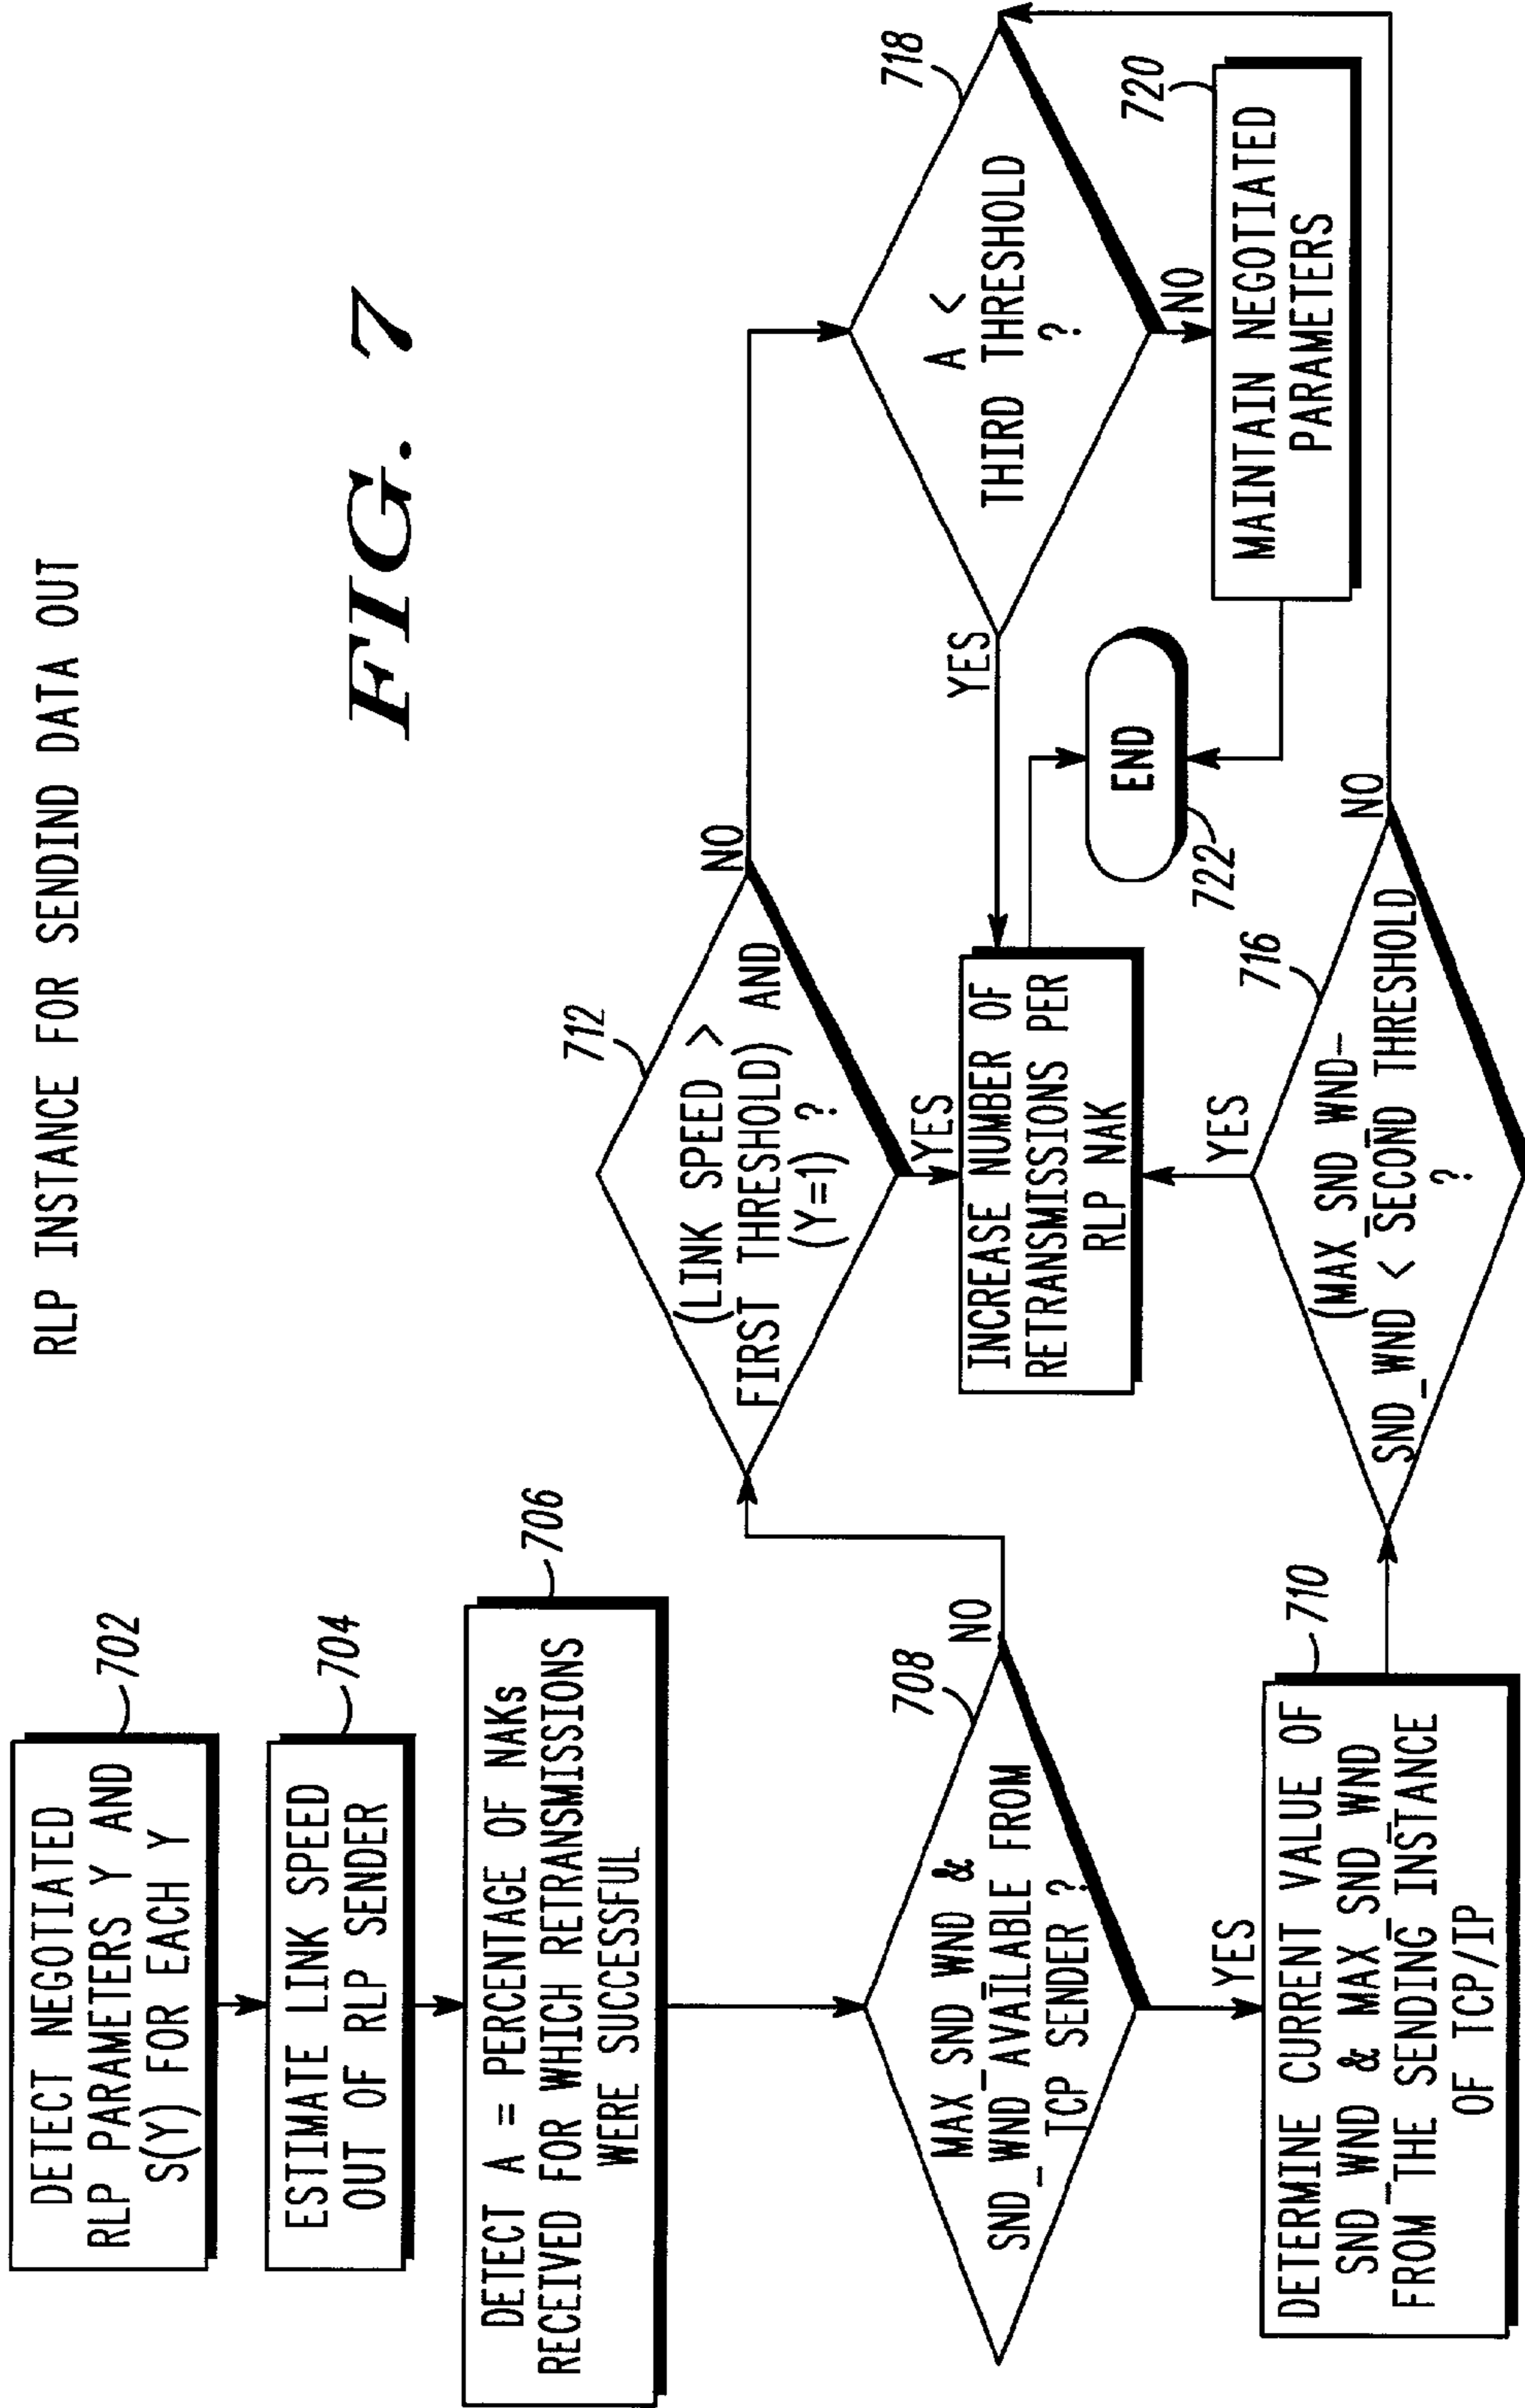 RLP INSTANCE FOR SENDIND DATA OUT
FIG. 7
DETECT NEGOTIATED
RLP PARAMETERS Y AND
S(Y) FOR EACH Y
702
ESTIMATE LINK SPEED
OUT OF RLP SENDER
704
DETECT A = PERCENTAGE OF NAKs
RECEIVED FOR WHICH RETRANSMISSIONS
WERE SUCCESSFUL
706
MAX_SND_WND &
SND_WND AVAILABLE FROM
TCP SENDER ?
708
NO
YES
DETERMINE CURRENT VALUE OF
SND_WND & MAX_SND_WND
FROM THE SENDING INSTANCE
OF TCP/IP
710
(LINK SPEED >
FIRST THRESHOLD) AND
(Y=1) ?
712
NO
YES
INCREASE NUMBER OF
RETRANSMISSIONS PER
RLP NAK
YES
(MAX_SND_WND-
SND_WND < SECOND THRESHOLD
?
716
NO
A <
THIRD THRESHOLD
?
718
YES
NO
MAINTAIN NEGOTIATED
PARAMETERS
720
END
722